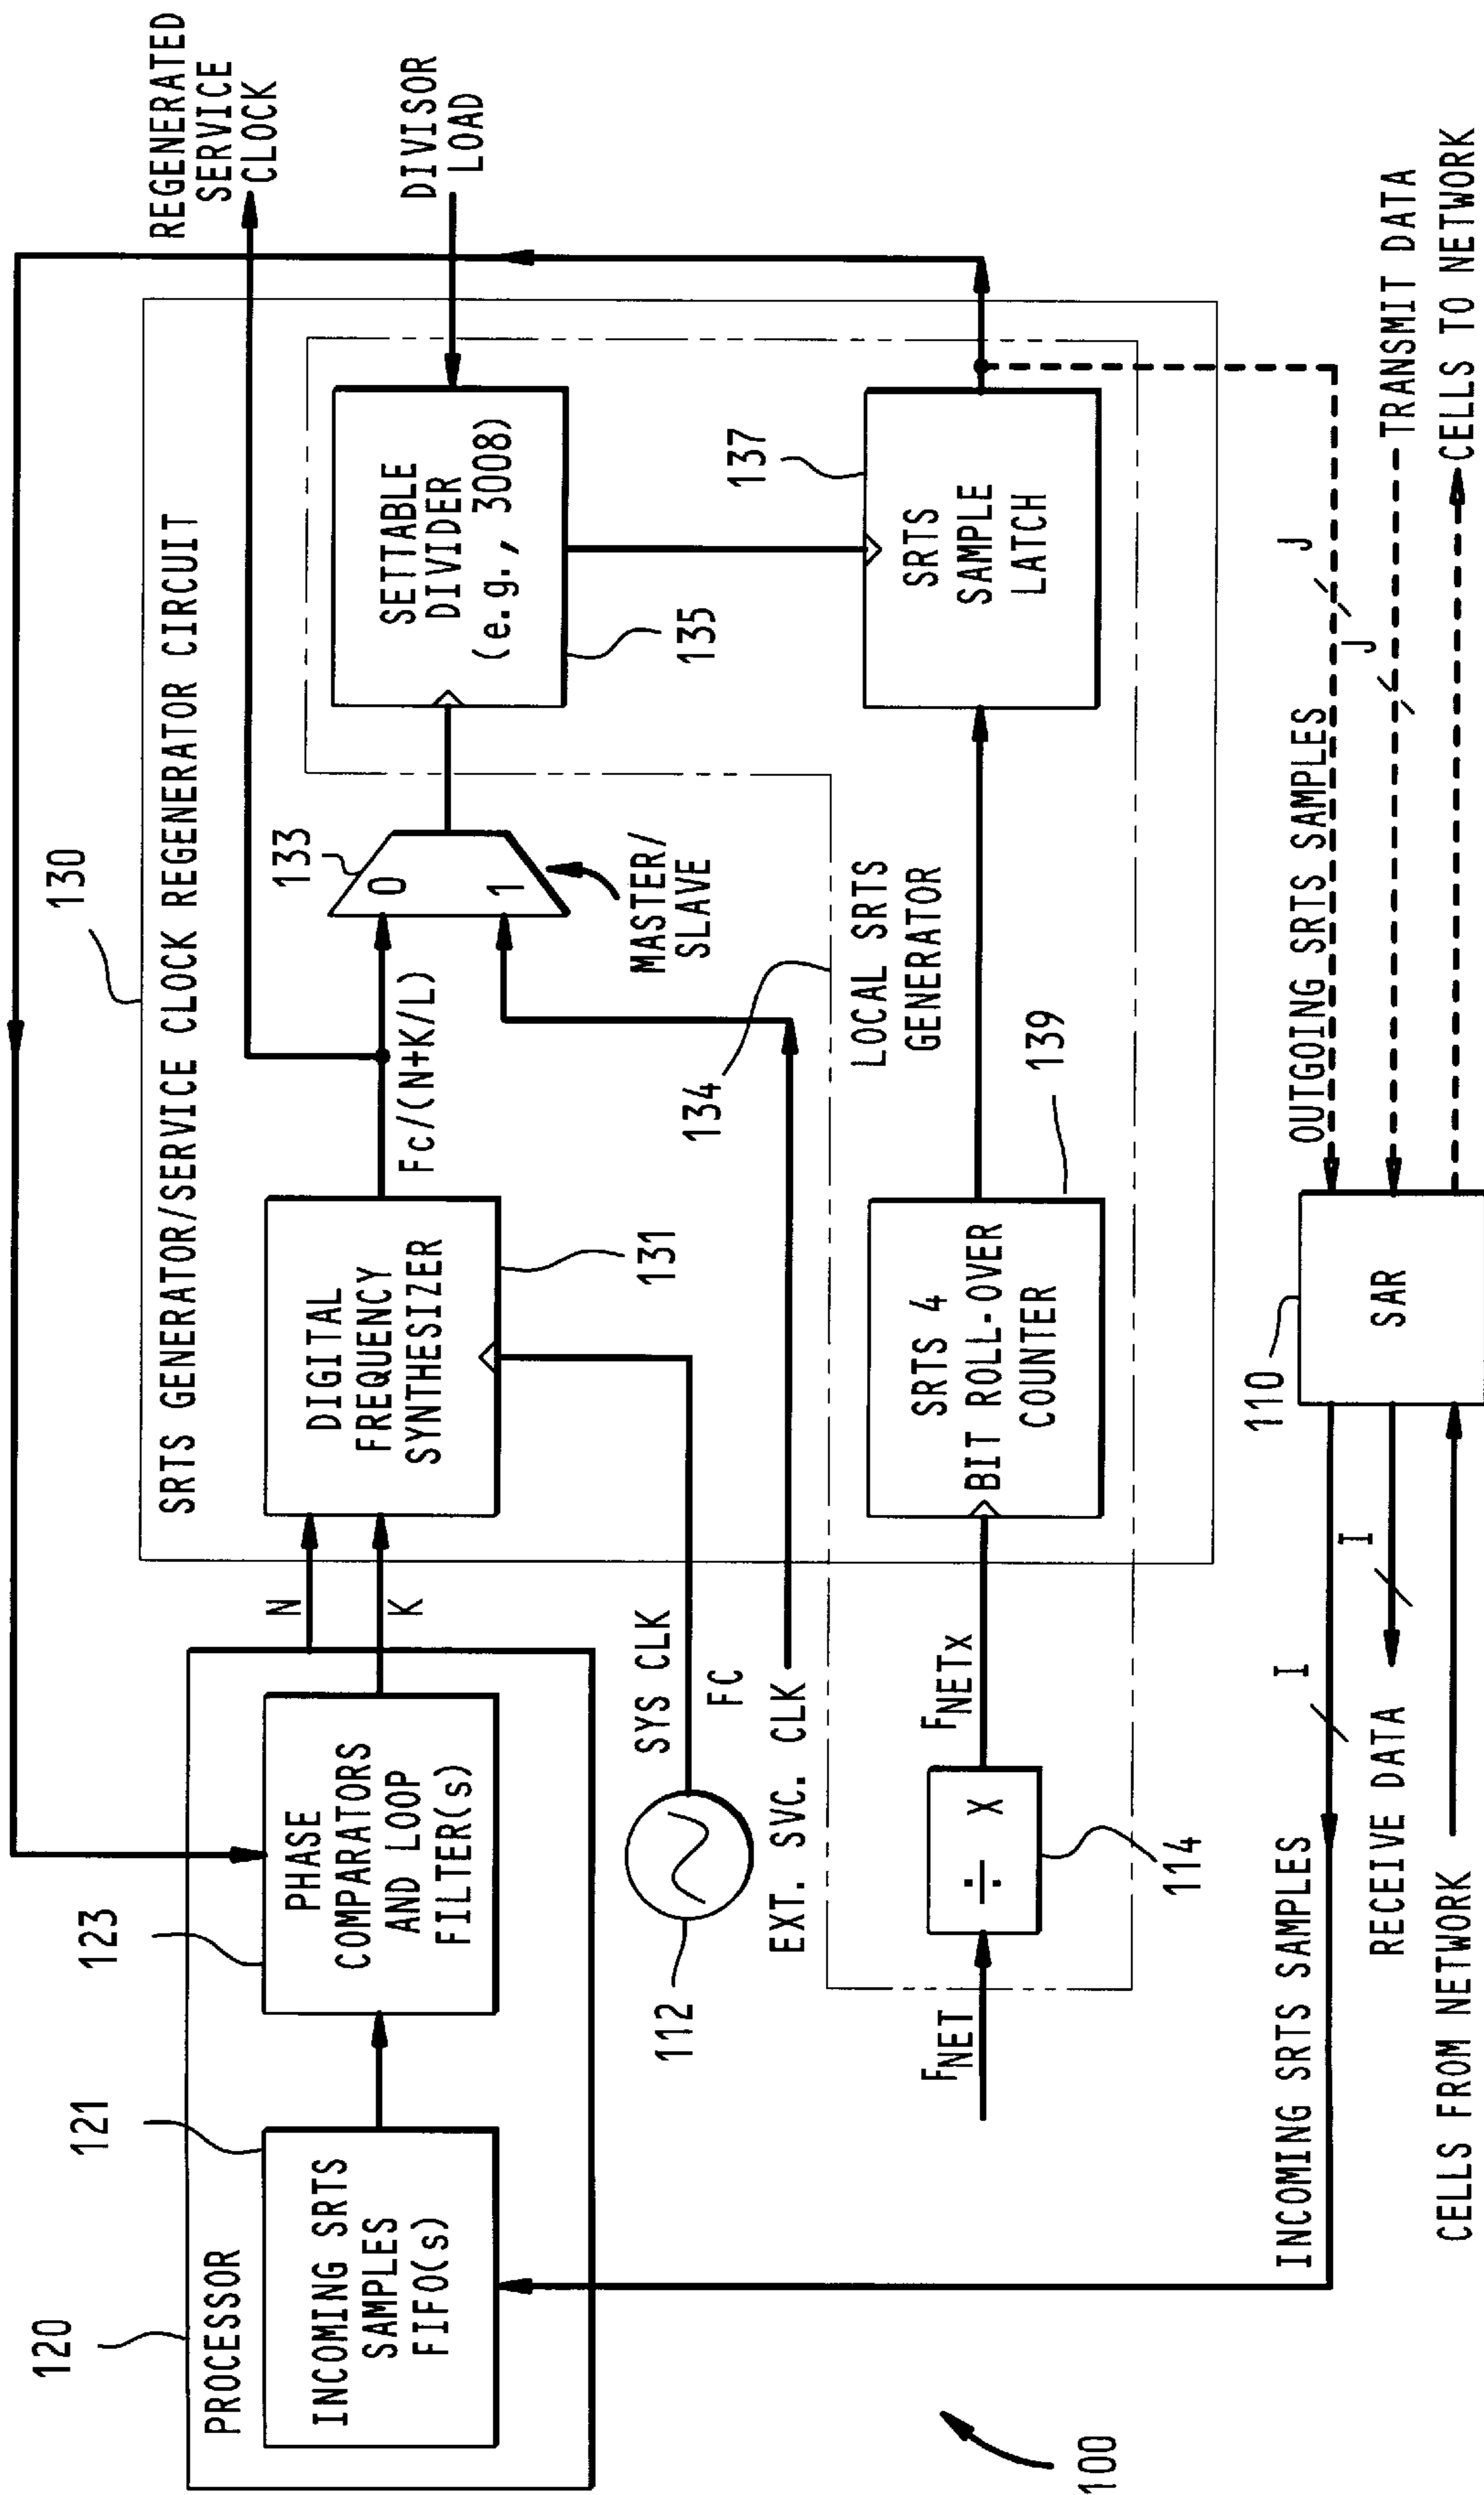 130
SRTS GENERATOR/SERVICE CLOCK REGENERATOR CIRCUIT
REGENERATED
SERVICE
CLOCK
DIVISOR
LOAD
120
PROCESSOR
121
INCOMING SRTS
SAMPLES
FIFO(s)
123
PHASE
COMPARATORS
AND LOOP
FILTER(s)
N
K
DIGITAL
FREQUENCY
SYNTHESIZER
131
Fc/(N+K/L)
133
0
1
MASTER/
SLAVE
SETTABLE
DIVIDER
(e.g., 3008)
135
112
SYS CLK
FC
EXT. SVC. CLK
134
LOCAL SRTS
GENERATOR
137
SRTS
SAMPLE
LATCH
FNET
÷ X
114
FNETX
SRTS 4
BIT ROLL-OVER
COUNTER
139
100
INCOMING SRTS SAMPLES
I
RECEIVE DATA
I
CELLS FROM NETWORK
110
SAR
OUTGOING SRTS SAMPLES
J
J
TRANSMIT DATA
CELLS TO NETWORK